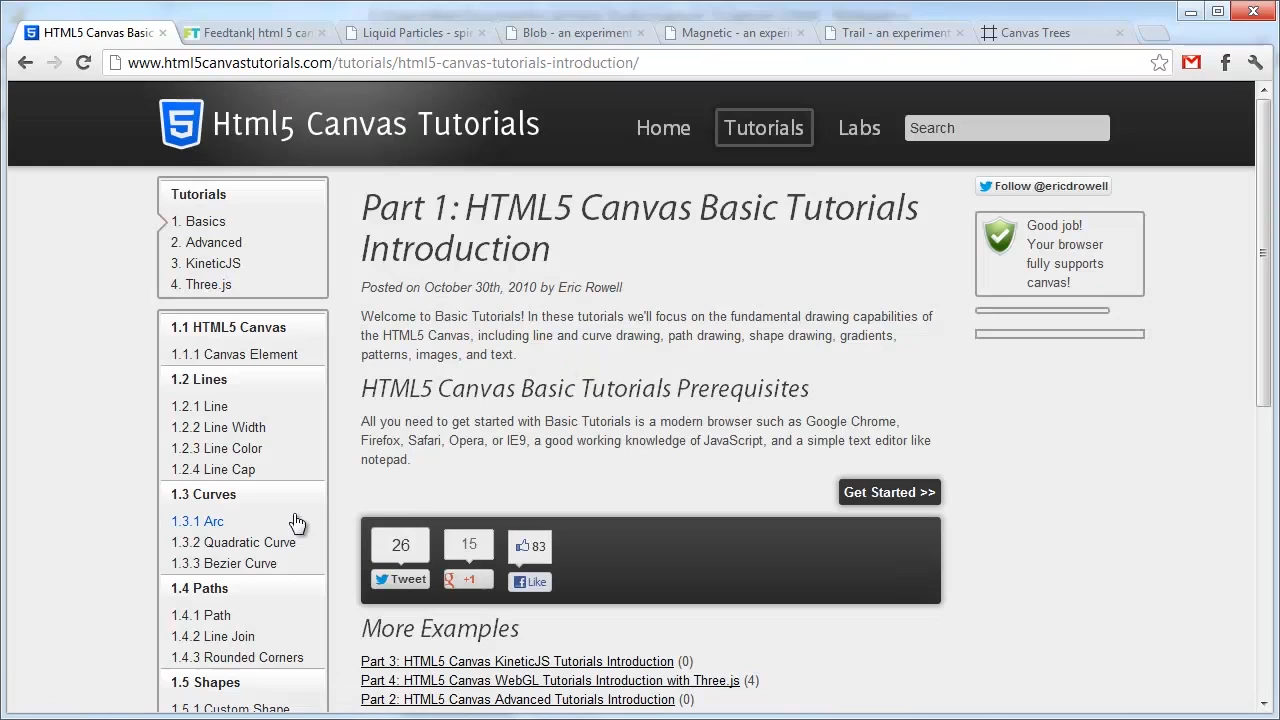 HTML5 Canvas Basic
Feedtank| html 5 can
Liquid Particles - sp
Blob - an experiment
Magnetic - an experi
Trail - an experiment
Canvas Trees
www.html5canvastutorials.com/tutorials/html5-canvas-tutorials-introduction/
Html5 Canvas Tutorials
Home
Tutorials
Labs
Search
Tutorials
1. Basics
2. Advanced
3. KineticJS
4. Three.js
1.1 HTML5 Canvas
1.1.1 Canvas Element
1.2 Lines
1.2.1 Line
1.2.2 Line Width
1.2.3 Line Color
1.2.4 Line Cap
1.3 Curves
1.3.1 Arc
1.3.2 Quadratic Curve
1.3.3 Bezier Curve
1.4 Paths
1.4.1 Path
1.4.2 Line Join
1.4.3 Rounded Corners
1.5 Shapes
1.5.1 Custom Shape
Part 1: HTML5 Canvas Basic Tutorials
Introduction
Posted on October 30th, 2010 by Eric Rowell
Welcome to Basic Tutorials! In these tutorials we'll focus on the fundamental drawing capabilities of
the HTML5 Canvas, including line and curve drawing, path drawing, shape drawing, gradients,
patterns, images, and text.
HTML5 Canvas Basic Tutorials Prerequisites
All you need to get started with Basic Tutorials is a modern browser such as Google Chrome,
Firefox, Safari, Opera, or IE9, a good working knowledge of JavaScript, and a simple text editor like
notepad.
Get Started >>
26
15
83
Tweet
+1
Like
More Examples
Part 3: HTML5 Canvas KineticJS Tutorials Introduction (0)
Part 4: HTML5 Canvas WebGL Tutorials Introduction with Three.js (4)
Part 2: HTML5 Canvas Advanced Tutorials Introduction (0)
Follow @ericdrowell
Good job!
Your browser
fully supports
canvas!